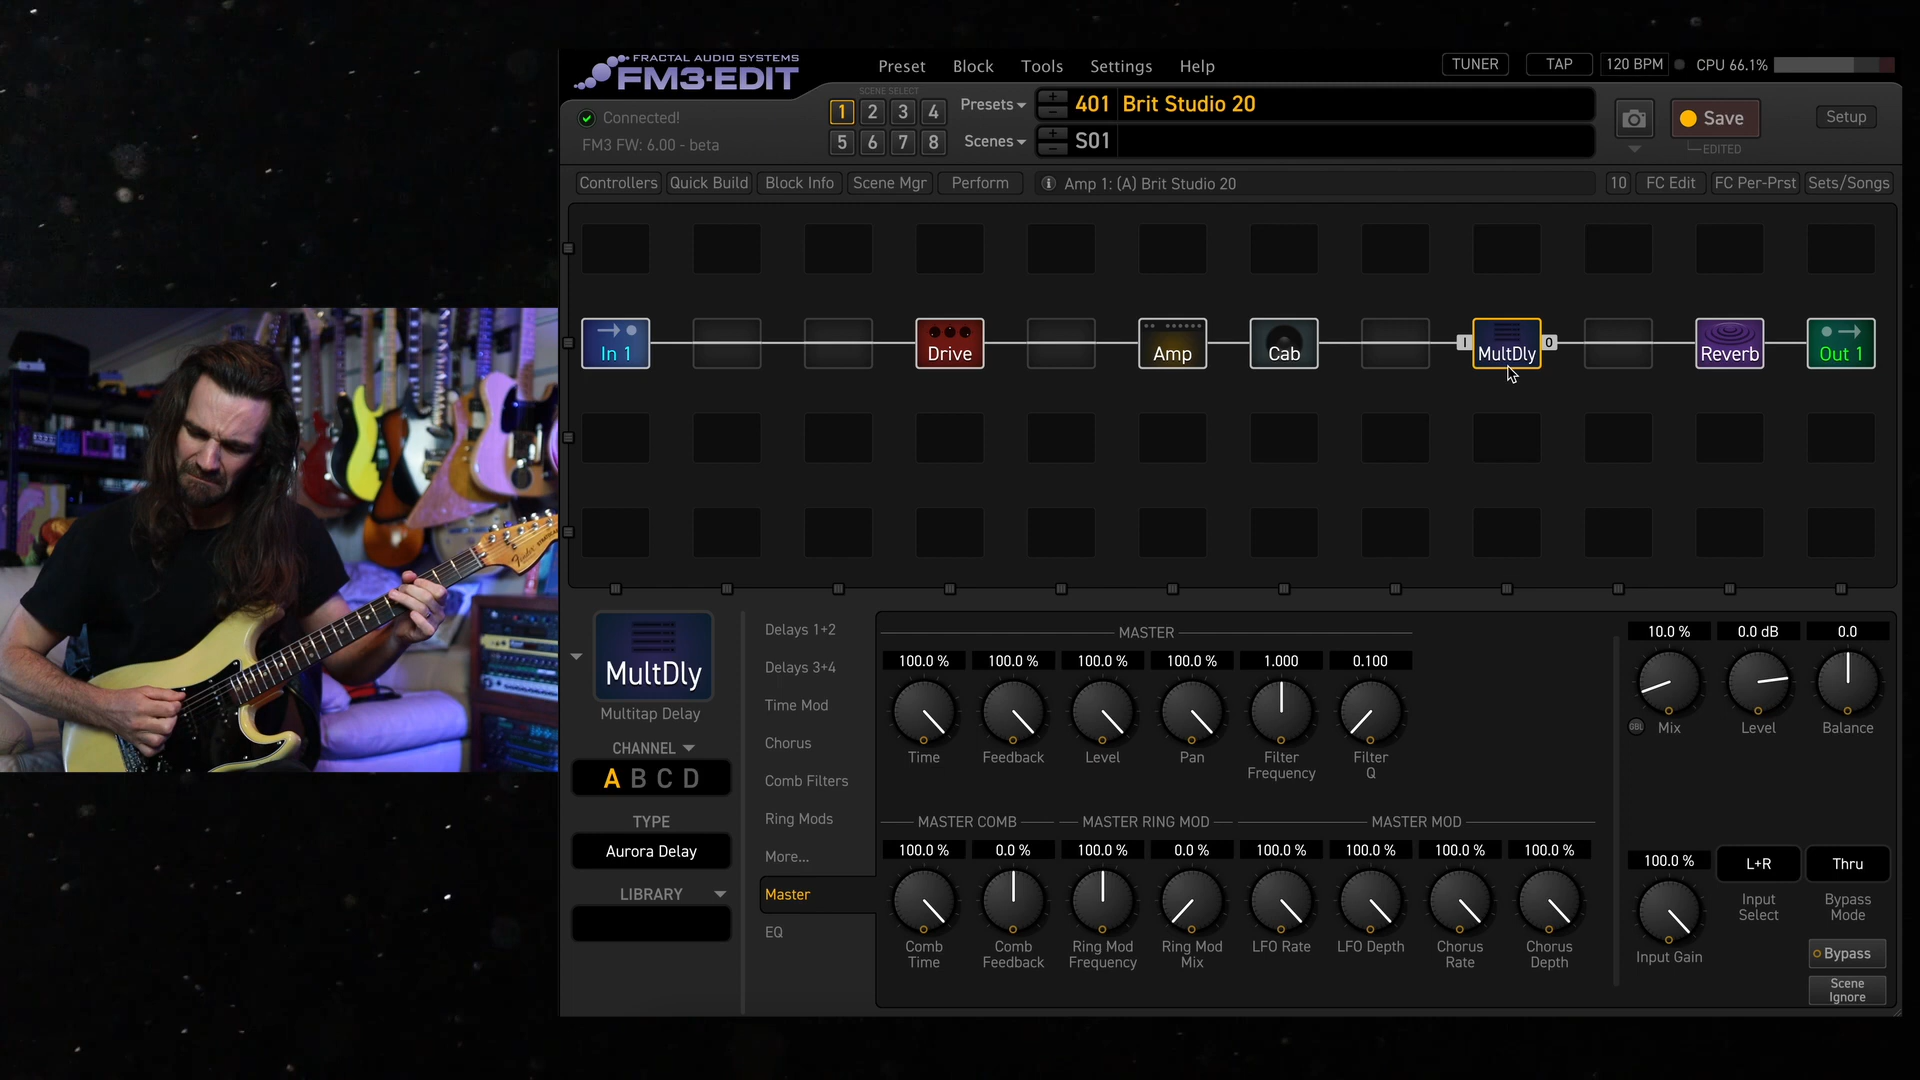 FRACTAL AUDIO SYSTEMS
FM3-EDIT
Preset Block Tools Settings Help
TUNER TAP 120 BPM CPU 66.1%
SCENE SELECT
1 2 3 4
5 6 7 8
Presets
401 Brit Studio 20
Scenes
S01
Connected!
FM3 FW: 6.00 - beta
Save
EDITED
Setup
Controllers Quick Build Block Info Scene Mgr Perform
Amp 1: (A) Brit Studio 20
10 FC Edit FC Per-Prst Sets/Songs
In 1 Drive Amp Cab I MultDly O Reverb Out 1
Fender
MultDly
Multitap Delay
CHANNEL
A B C D
TYPE
Aurora Delay
LIBRARY
Delays 1+2
Delays 3+4
Time Mod
Chorus
Comb Filters
Ring Mods
More...
Master
EQ
MASTER
100.0 % 100.0 % 100.0 % 100.0 % 1.000 0.100
Time Feedback Level Pan Filter Frequency Filter Q
MASTER COMB MASTER RING MOD MASTER MOD
100.0 % 0.0 % 100.0 % 0.0 % 100.0 % 100.0 % 100.0 % 100.0 %
Comb Time Comb Feedback Ring Mod Frequency Ring Mod Mix LFO Rate LFO Depth Chorus Rate Chorus Depth
10.0 % 0.0 dB 0.0
GBL
Mix Level Balance
100.0 % L+R Thru
Input Gain Input Select Bypass Mode
Bypass
Scene Ignore